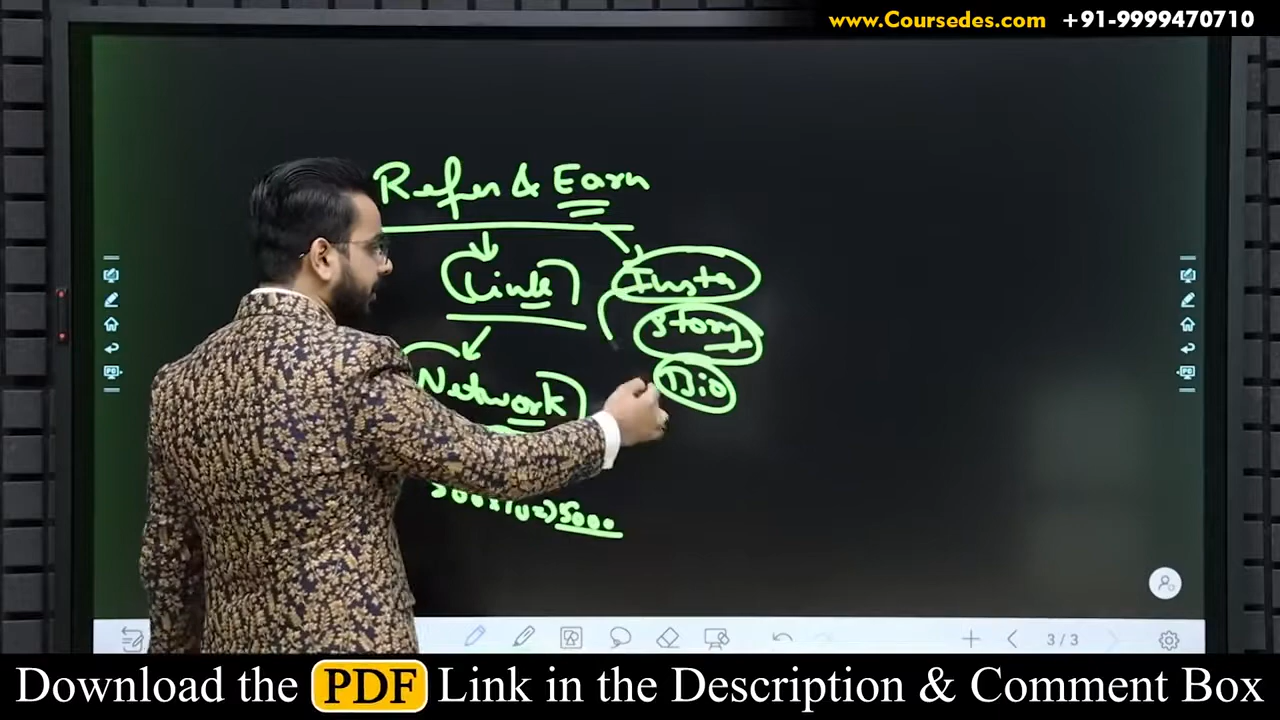 www.Coursedes.com +91-9999470710
Refer & Earn
Link
Insta
Story
Network
Bio
500x10=)5000
3/3
Download the PDF Link in the Description & Comment Box